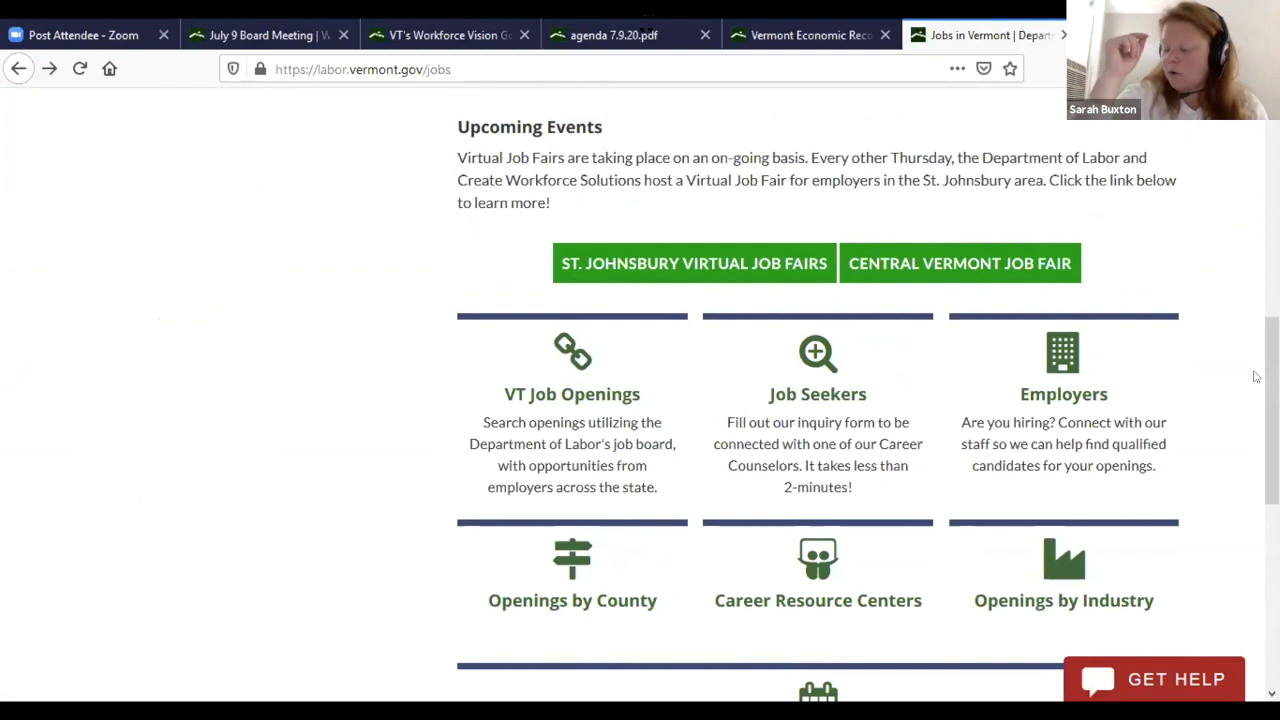 Post Attendee - Zoom
July 9 Board Meeting | W
VT's Workforce Vision Go
agenda 7.9.20.pdf
Vermont Economic Reco
Jobs in Vermont | Depart
https://labor.vermont.gov/jobs
Sarah Buxton
Upcoming Events
Virtual Job Fairs are taking place on an on-going basis. Every other Thursday, the Department of Labor and
Create Workforce Solutions host a Virtual Job Fair for employers in the St. Johnsbury area. Click the link below
to learn more!
ST. JOHNSBURY VIRTUAL JOB FAIRS
CENTRAL VERMONT JOB FAIR
VT Job Openings
Search openings utilizing the
Department of Labor's job board,
with opportunities from
employers across the state.
Job Seekers
Fill out our inquiry form to be
connected with one of our Career
Counselors. It takes less than
2-minutes!
Employers
Are you hiring? Connect with our
staff so we can help find qualified
candidates for your openings.
Openings by County
Career Resource Centers
Openings by Industry
GET HELP